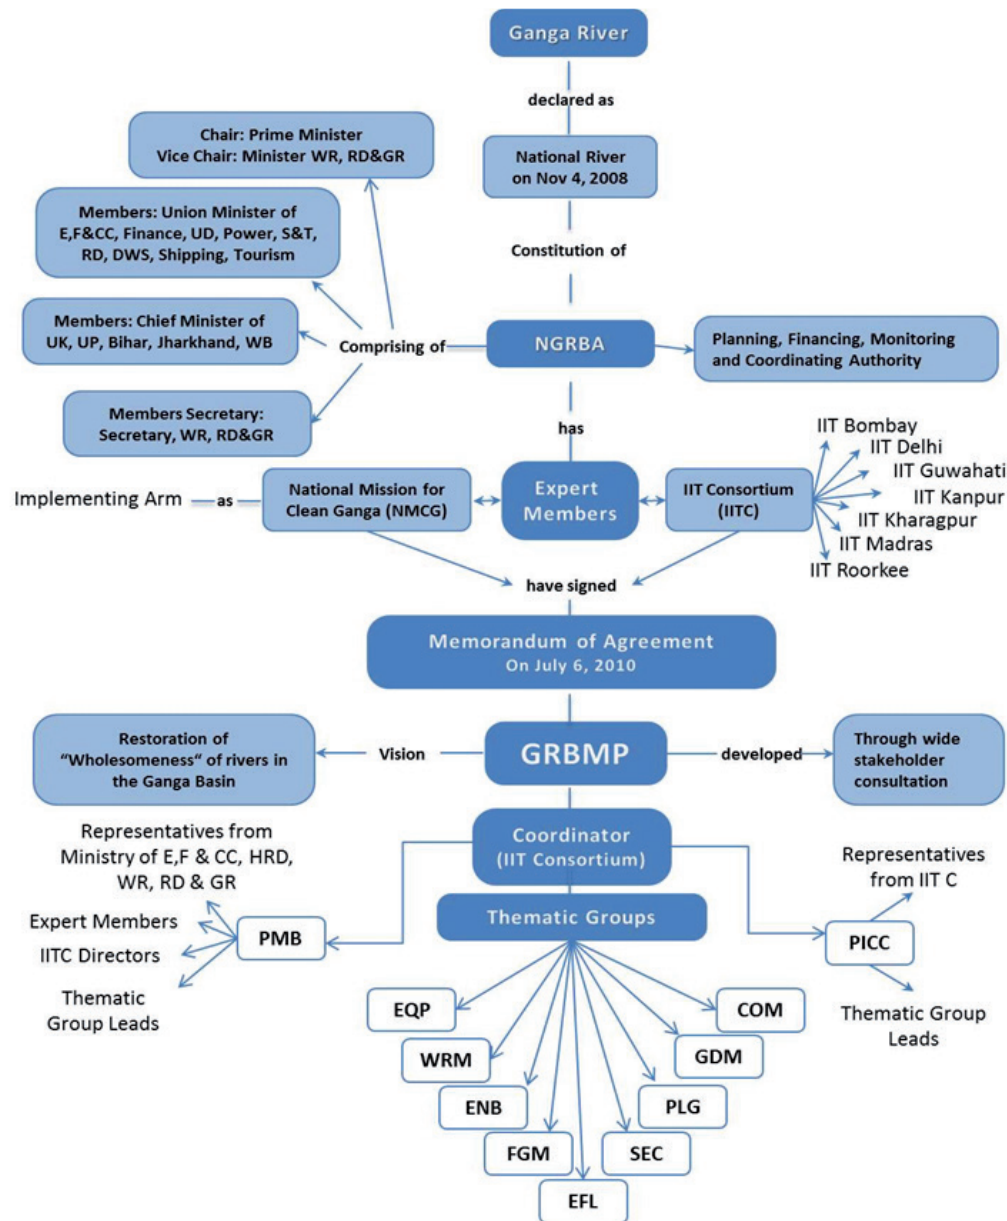 Ganga River
declared as
National River
on Nov 4, 2008
Constitution of
Chair: Prime Minister
Vice Chair: Minister WR, RD&GR
Members: Union Minister of
E,F&CC, Finance, UD, Power, S&T,
RD, DWS, Shipping, Tourism
Members: Chief Minister of
UK, UP, Bihar, Jharkhand, WB
Members Secretary:
Secretary, WR, RD&GR
Comprising of
NGRBA
Planning, Financing, Monitoring
and Coordinating Authority
has
Implementing Arm
as
National Mission for
Clean Ganga (NMCG)
Expert
Members
IIT Consortium
(IITC)
IIT Bombay
IIT Delhi
IIT Guwahati
IIT Kanpur
IIT Kharagpur
IIT Madras
IIT Roorkee
have signed
Memorandum of Agreement
On July 6, 2010
Restoration of
"Wholesomeness" of rivers in
the Ganga Basin
Vision
GRBMP
developed
Through wide
stakeholder
consultation
Coordinator
(IIT Consortium)
Representatives from
Ministry of E,F & CC, HRD,
WR, RD & GR
Expert Members
IITC Directors
Thematic
Group Leads
PMB
Thematic Groups
PICC
Representatives
from IIT C
Thematic Group
Leads
EQP
WRM
ENB
FGM
EFL
SEC
PLG
GDM
COM